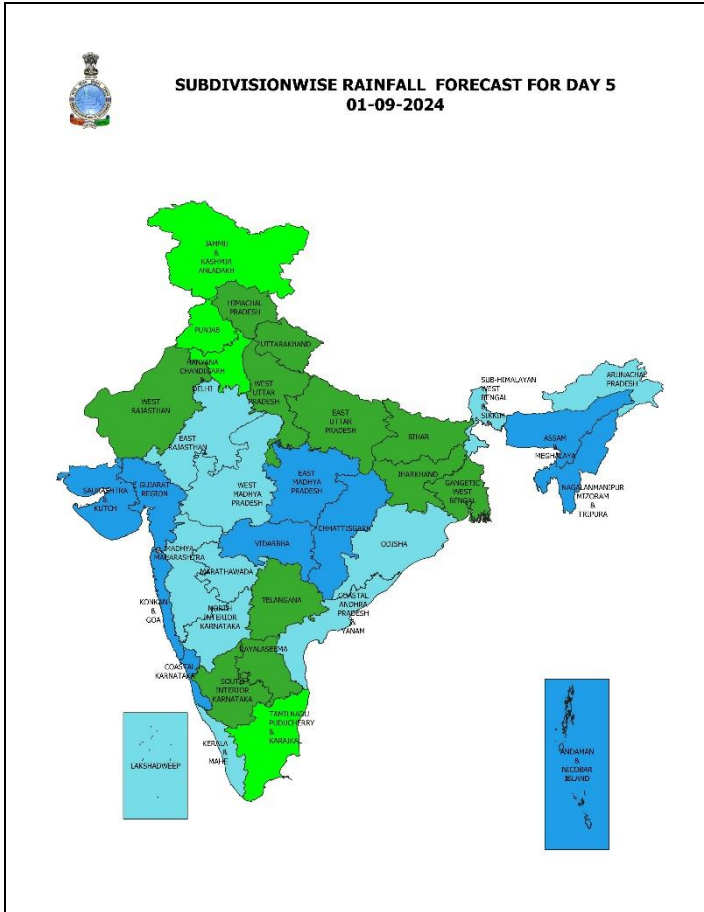 SUBDIVISIONWISE RAINFALL FORECAST FOR DAY 5
01-09-2024
JAMMU
&
KASHMIR
ANLADAKH
HIMACHAL
PRADESH
PUNJAB
UTTARAKHAND
HARYANA
CHANDIGARH
&
DELHI
WEST
UTTAR
PRADESH
WEST
RAJASTHAN
EAST
UTTAR
PRADESH
SUB-HIMALAYAN
WEST
BENGAL
&
SIKKIM
ARUNACHAL
PRADESH
BIHAR
EAST
RAJASTHAN
ASSAM
&
MEGHALAYA
NAGALANMANIPUR
MIZORAM
&
TRIPURA
JHARKHAND
GANGETIC
WEST
BENGAL
SAURASHTRA
&
KUTCH
GUJARAT
REGION
WEST
MADHYA
PRADESH
EAST
MADHYA
PRADESH
CHHATTISGARH
ODISHA
VIDARBHA
MADHYA
MAHARASHTRA
MARATHAWADA
KONKAN
&
GOA
TELANGANA
COASTAL
ANDHRA
PRADESH
&
YANAM
NORTH
INTERIOR
KARNATAKA
RAYALASEEMA
COASTAL
KARNATAKA
SOUTH
INTERIOR
KARNATAKA
TAMILNADU
PUDUCHERRY
&
KARAIKAL
KERALA
&
MAHE
LAKSHADWEEP
ANDAMAN
&
NICOBAR
ISLAND